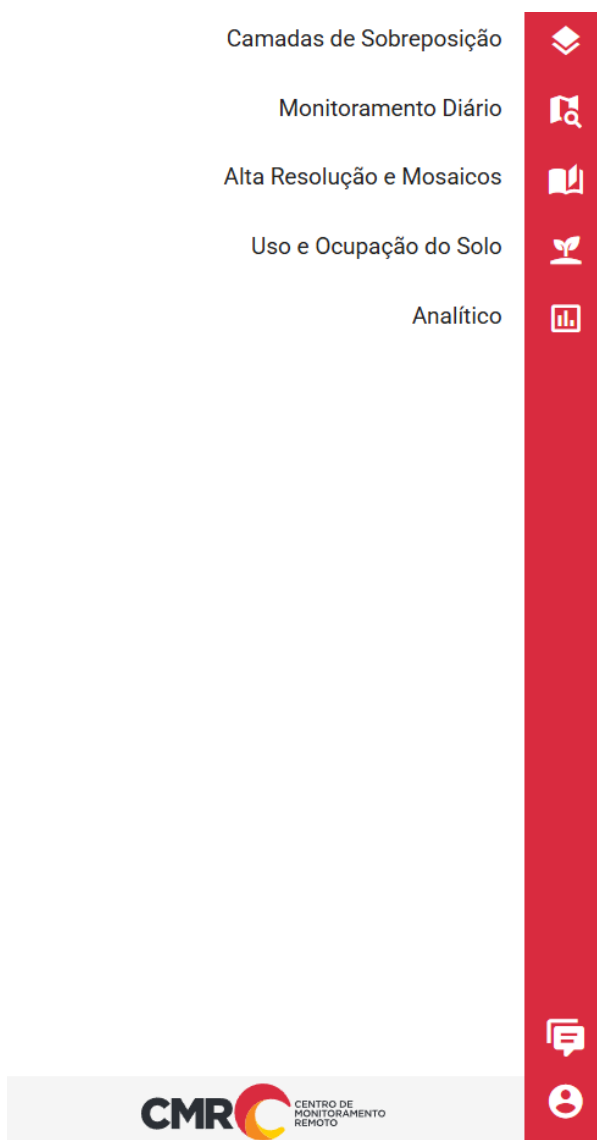 Camadas de Sobreposição
Monitoramento Diário
Alta Resolução e Mosaicos
Uso e Ocupação do Solo
Analítico
CMR
CENTRO DE
MONITORAMENTO
REMOTO